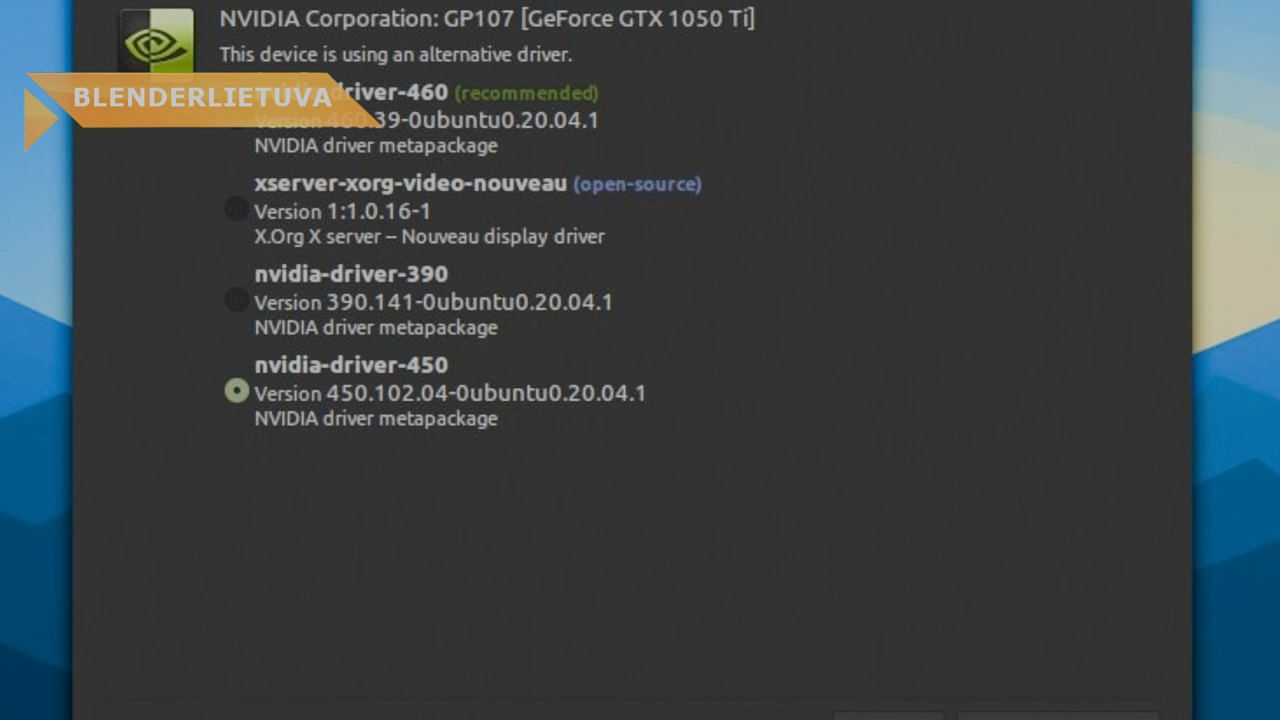 NVIDIA Corporation: GP107 [GeForce GTX 1050 Ti]
This device is using an alternative driver.
BLENDERLIETUVA
nvidia-driver-460 (recommended)
Version 460.39-0ubuntu0.20.04.1
NVIDIA driver metapackage
xserver-xorg-video-nouveau (open-source)
Version 1:1.0.16-1
X.Org X server -- Nouveau display driver
nvidia-driver-390
Version 390.141-0ubuntu0.20.04.1
NVIDIA driver metapackage
nvidia-driver-450
Version 450.102.04-0ubuntu0.20.04.1
NVIDIA driver metapackage